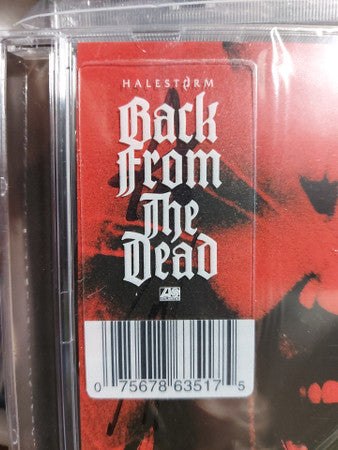 HALESTORM
Back
From
The
Dead
0 75678 63517 5